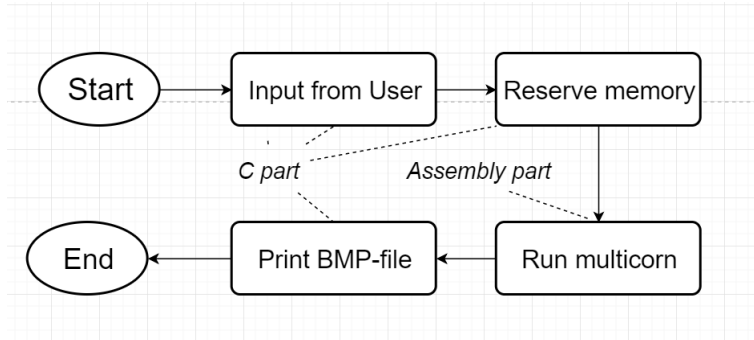 Start
Input from User
Reserve memory
C part
Assembly part
End
Print BMP-file
Run multicorn